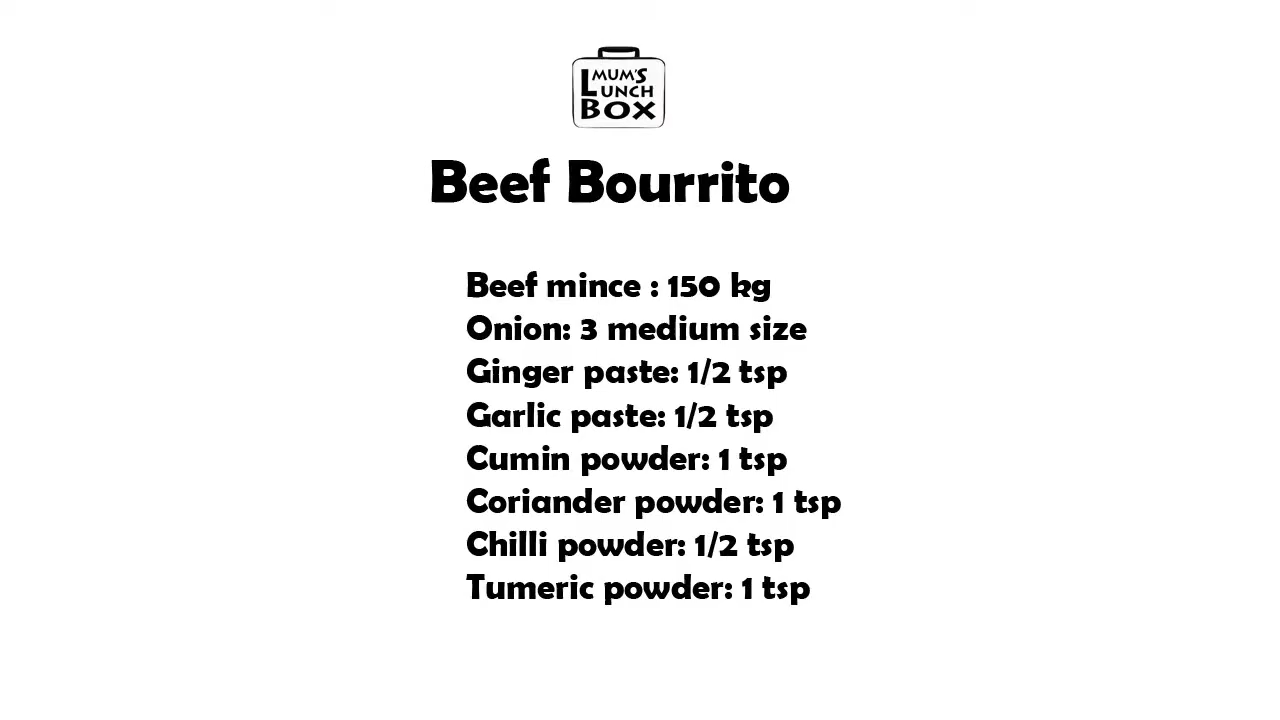 MUM'S
LUNCH
BOX
Beef Bourrito
Beef mince : 150 kg
Onion: 3 medium size
Ginger paste: 1/2 tsp
Garlic paste: 1/2 tsp
Cumin powder: 1 tsp
Coriander powder: 1 tsp
Chilli powder: 1/2 tsp
Tumeric powder: 1 tsp